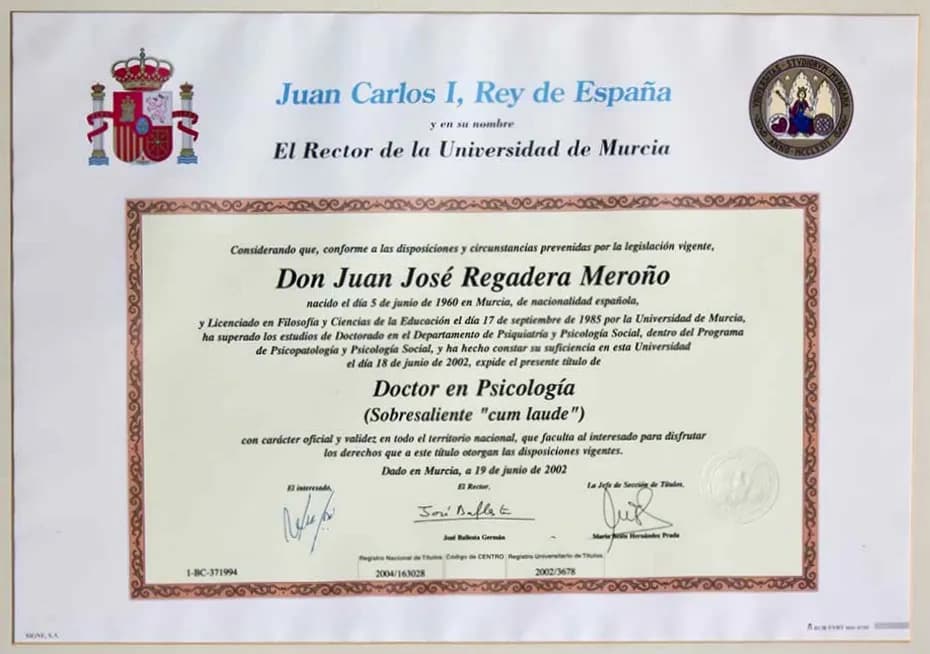 Juan Carlos I, Rey de España
y en su nombre
El Rector de la Universidad de Murcia
Considerando que, conforme a las disposiciones y circunstancias prevenidas por la legislación vigente,
Don Juan José Regadera Meroño
nacido el día 5 de junio de 1960 en Murcia, de nacionalidad española,
y Licenciado en Filosofía y Ciencias de la Educación el día 17 de septiembre de 1985 por la Universidad de Murcia,
ha superado los estudios de Doctorado en el Departamento de Psiquiatría y Psicología Social, dentro del Programa
de Psicopatología y Psicología Social, y ha hecho constar su suficiencia en esta Universidad
el día 18 de junio de 2002, expide el presente título de
Doctor en Psicología
(Sobresaliente "cum laude")
con carácter oficial y validez en todo el territorio nacional, que faculta al interesado para disfrutar
los derechos que a este título otorgan las disposiciones vigentes.
Dado en Murcia, a 19 de junio de 2002
El interesado, El Rector, La Jefe de Sección de Títulos,
José Ballesta Germán María Belén Hernández Prada
Registro Nacional de Títulos Código de CENTRO Registro Universitario de Títulos
1-BC-371994 2004/163028 2002/3678
SIGNE, S.A.